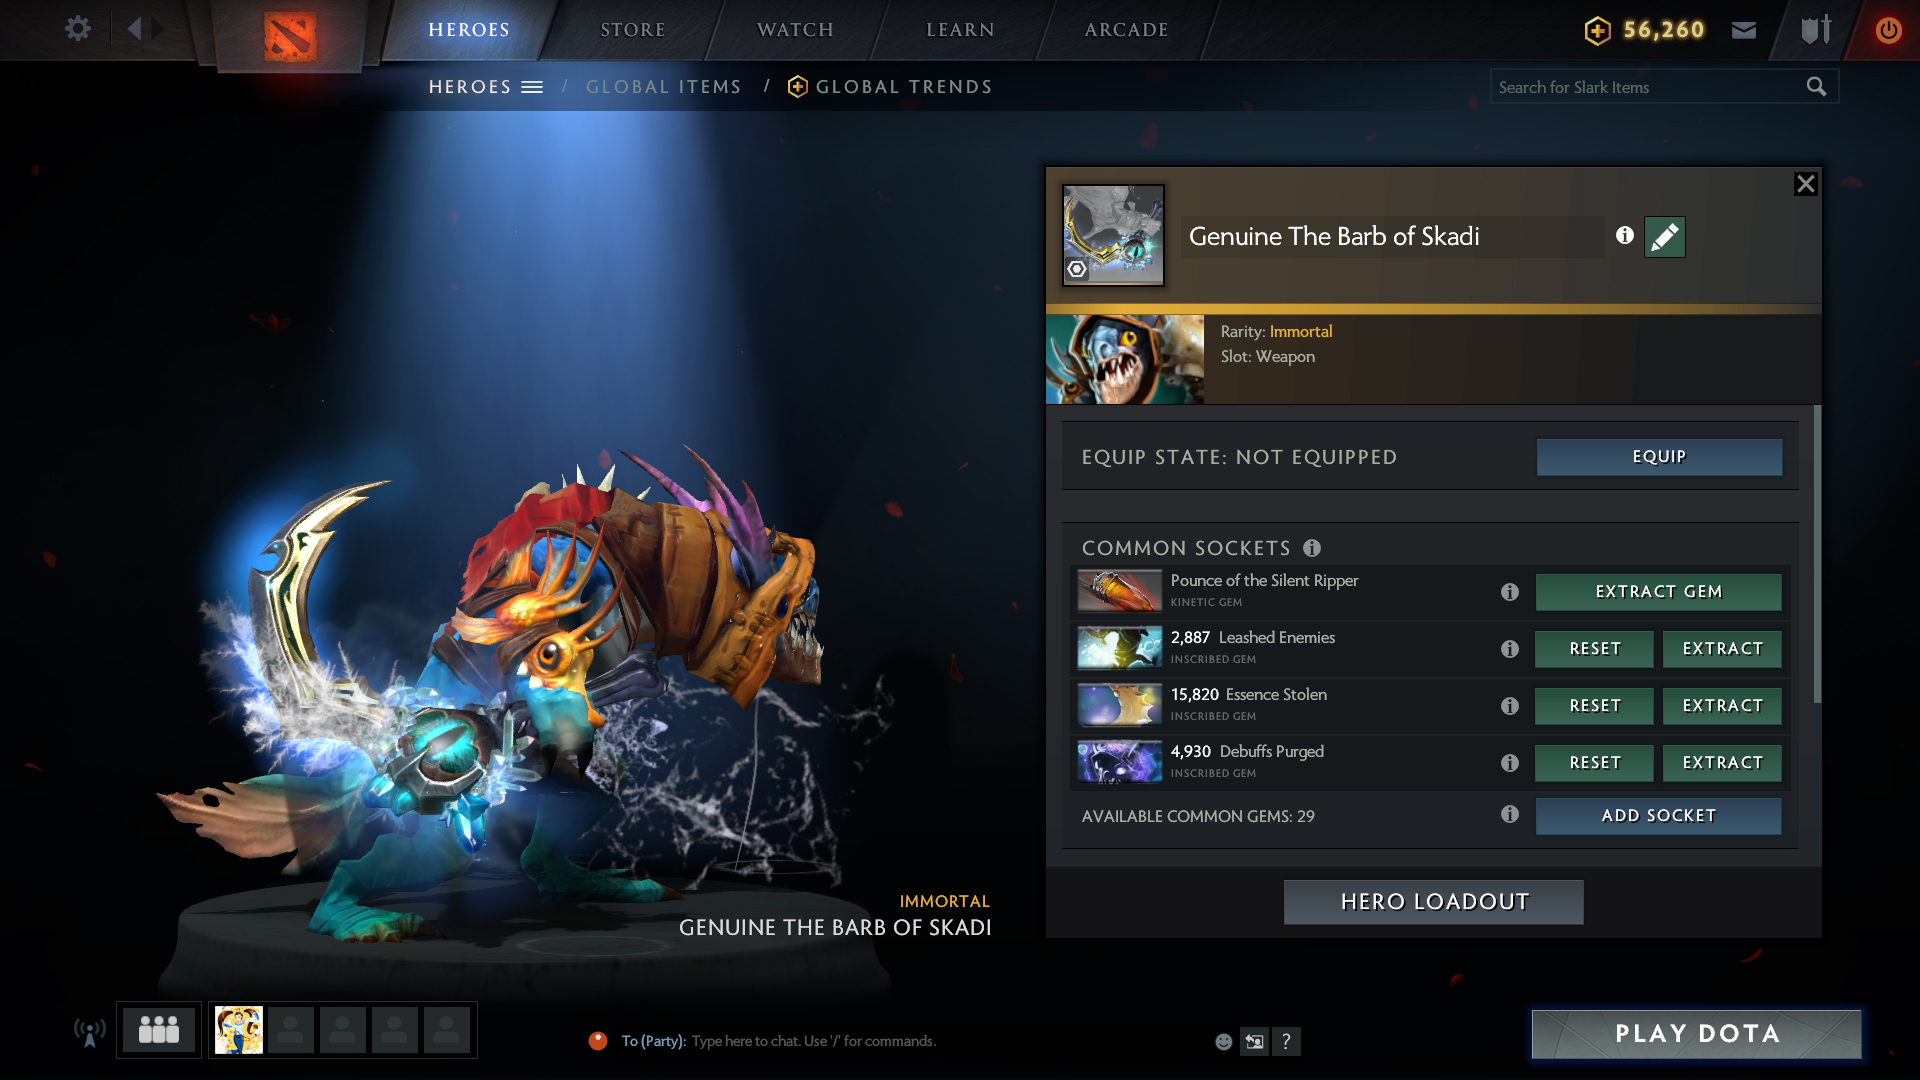 HEROES
STORE
WATCH
LEARN
ARCADE
56,260
HEROES / GLOBAL ITEMS / GLOBAL TRENDS
Search for Slark Items
Genuine The Barb of Skadi
Rarity: Immortal
Slot: Weapon
EQUIP STATE: NOT EQUIPPED
EQUIP
COMMON SOCKETS
Pounce of the Silent Ripper
KINETIC GEM
EXTRACT GEM
2,887 Leashed Enemies
INSCRIBED GEM
RESET
EXTRACT
15,820 Essence Stolen
INSCRIBED GEM
RESET
EXTRACT
4,930 Debuffs Purged
INSCRIBED GEM
RESET
EXTRACT
AVAILABLE COMMON GEMS: 29
ADD SOCKET
HERO LOADOUT
IMMORTAL
GENUINE THE BARB OF SKADI
To (Party): Type here to chat. Use '/' for commands.
?
PLAY DOTA